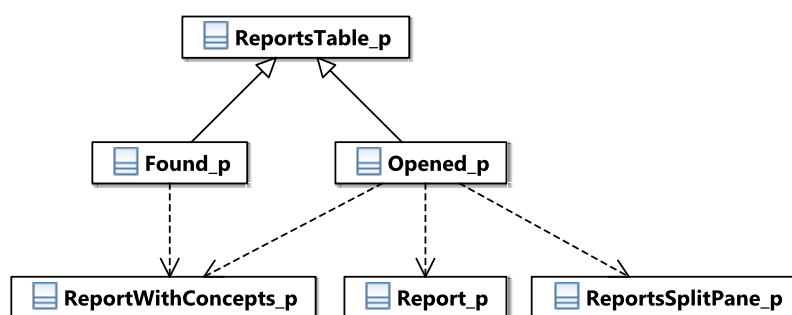 ReportsTable_p
Found_p
Opened_p
ReportWithConcepts_p
Report_p
ReportsSplitPane_p